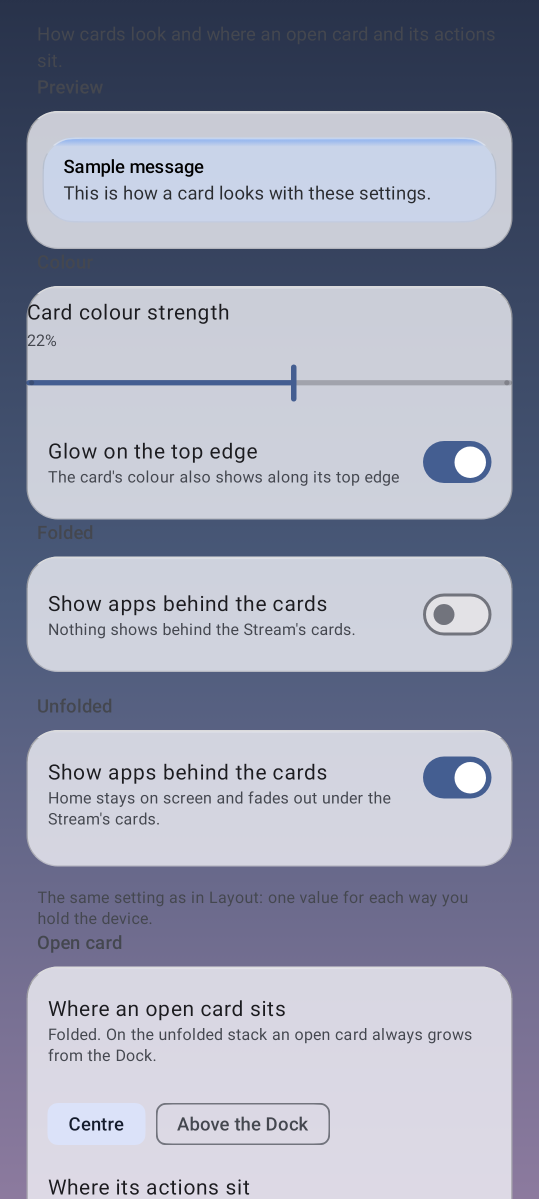 How cards look and where an open card and its actions
sit.
Preview
Sample message
This is how a card looks with these settings.
Colour
Card colour strength
22%
Glow on the top edge
The card's colour also shows along its top edge
Folded
Show apps behind the cards
Nothing shows behind the Stream's cards.
Unfolded
Show apps behind the cards
Home stays on screen and fades out under the
Stream's cards.
The same setting as in Layout: one value for each way you
hold the device.
Open card
Where an open card sits
Folded. On the unfolded stack an open card always grows
from the Dock.
Centre
Above the Dock
Where its actions sit